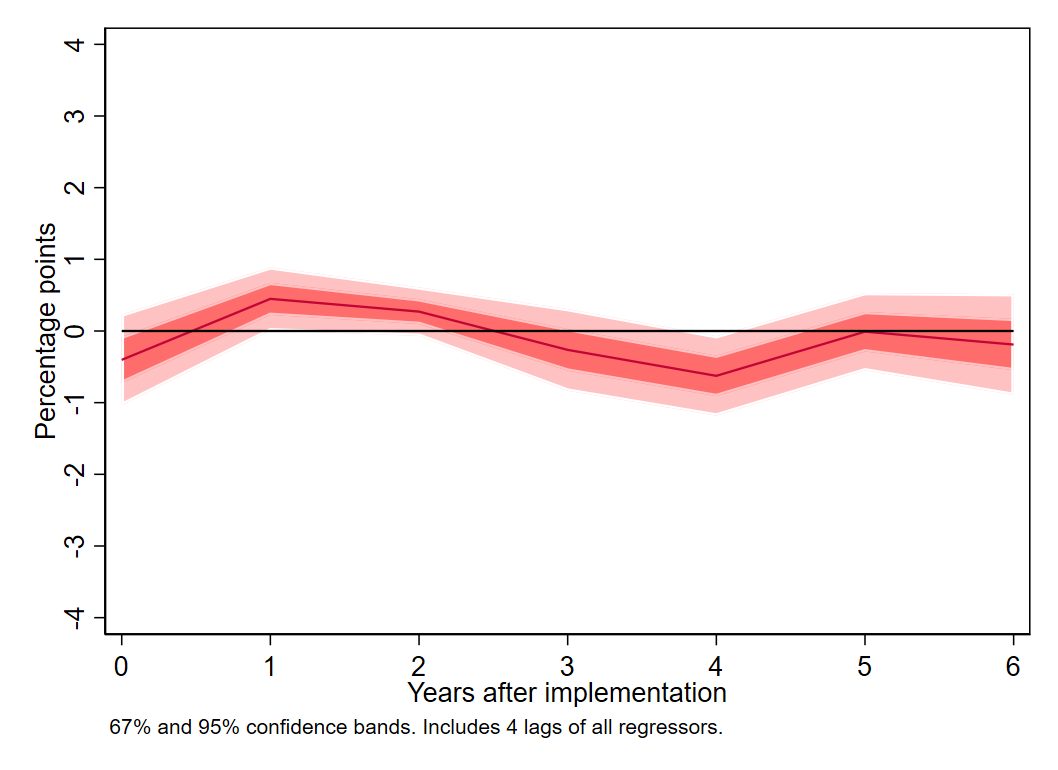 Percentage points
4
3
2
1
0
-1
-2
-3
-4
0 1 2 3 4 5 6
Years after implementation
67% and 95% confidence bands. Includes 4 lags of all regressors.